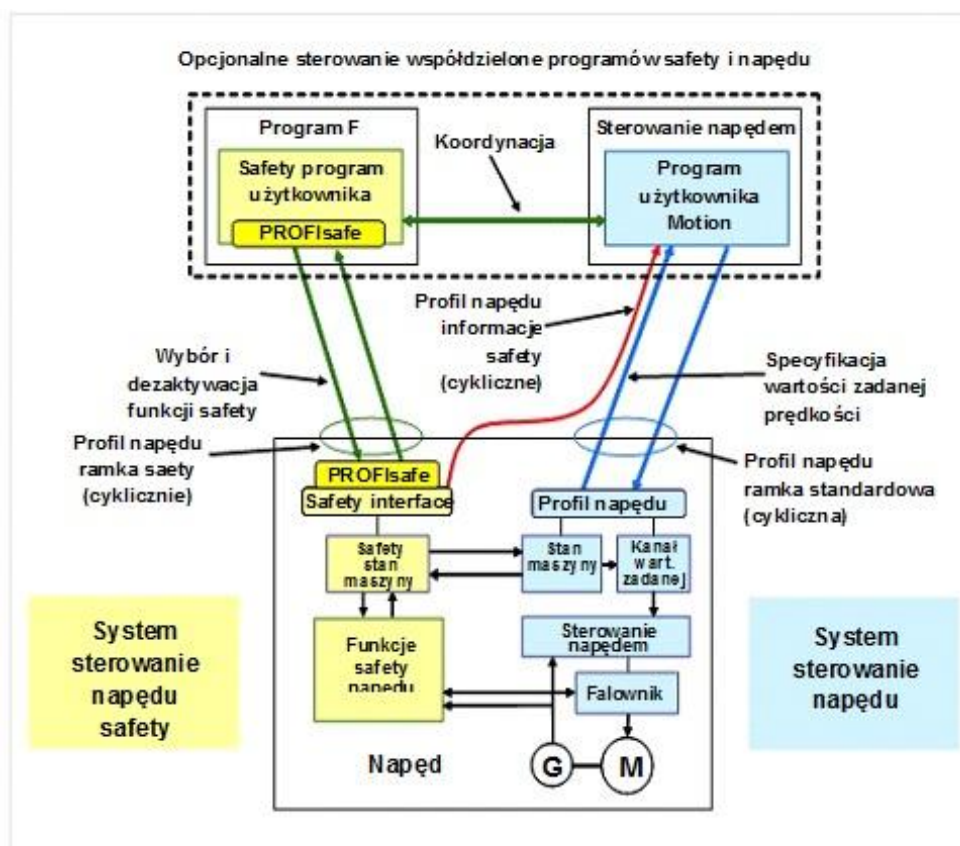 Opcjonalne sterowanie współdzielone programów safety i napędu
Program F
Sterowanie napędem
Koordynacja
Safety program
użytkownika
PROFIsafe
Program
użytkownika
Motion
Profil napędu
informacje
safety
(cykliczne)
Wybór i
dezaktywacja
funkcji safety
Specyfikacja
wartości zadanej
prędkości
Profil napędu
ramka saety
(cyklicznie)
Profil napędu
ramka standardowa
(cykliczna)
PROFIsafe
Safety interface
Profil napędu
Safety
stan
maszyny
Stan
maszyny
Kanał
wart.
zadanej
System
sterowanie
napędu
safety
Funkcje
safety
napędu
Sterowanie
napędem
Falownik
System
sterowanie
napędu
Napęd
G
M